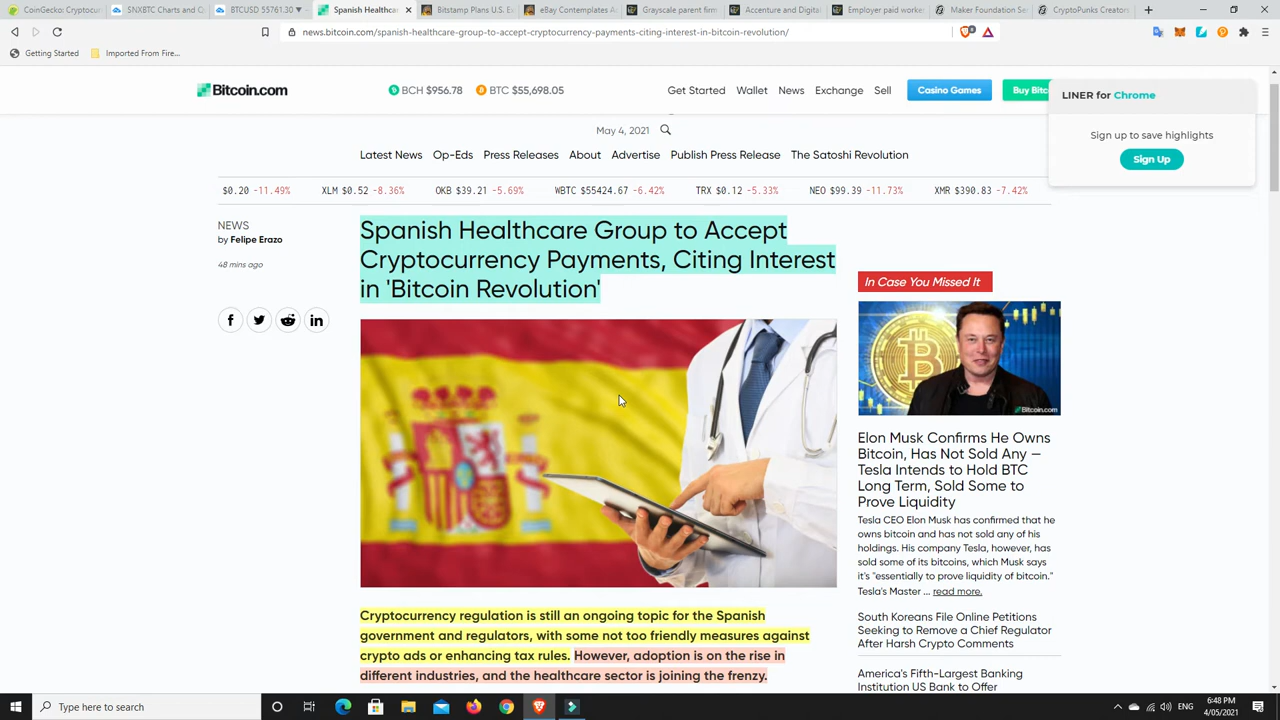 CoinGecko: Cryptocu
SNXBTC Charts and C
BTCUSD 55761.30
Spanish Healthcar
Bitstamp Plans U.S. E
eBay Contemplates A
Grayscale parent firm
Accenture and Digita
Employer paid worke
Maker Foundation Se
CryptoPunks Creators
news.bitcoin.com/spanish-healthcare-group-to-accept-cryptocurrency-payments-citing-interest-in-bitcoin-revolution/
Getting Started
Imported From Fire...
Bitcoin.com
BCH $956.78
BTC $55,698.05
Get Started
Wallet
News
Exchange
Sell
Casino Games
Buy Bitc
LINER for Chrome
Sign up to save highlights
Sign Up
May 4, 2021
Latest News
Op-Eds
Press Releases
About
Advertise
Publish Press Release
The Satoshi Revolution
$0.20 -11.49%
XLM $0.52 -8.36%
OKB $39.21 -5.69%
WBTC $55424.67 -6.42%
TRX $0.12 -5.33%
NEO $99.39 -11.73%
XMR $390.83 -7.42%
NEWS
by Felipe Erazo
48 mins ago
Spanish Healthcare Group to Accept
Cryptocurrency Payments, Citing Interest
in 'Bitcoin Revolution'
Cryptocurrency regulation is still an ongoing topic for the Spanish
government and regulators, with some not too friendly measures against
crypto ads or enhancing tax rules. However, adoption is on the rise in
different industries, and the healthcare sector is joining the frenzy.
In Case You Missed It
Bitcoin.com
Elon Musk Confirms He Owns
Bitcoin, Has Not Sold Any —
Tesla Intends to Hold BTC
Long Term, Sold Some to
Prove Liquidity
Tesla CEO Elon Musk has confirmed that he
owns bitcoin and has not sold any of his
holdings. His company Tesla, however, has
sold some of its bitcoins, which Musk says
it's "essentially to prove liquidity of bitcoin."
Tesla's Master ... read more.
South Koreans File Online Petitions
Seeking to Remove a Chief Regulator
After Harsh Crypto Comments
America's Fifth-Largest Banking
Institution US Bank to Offer
Type here to search
ENG
6:48 PM
4/05/2021